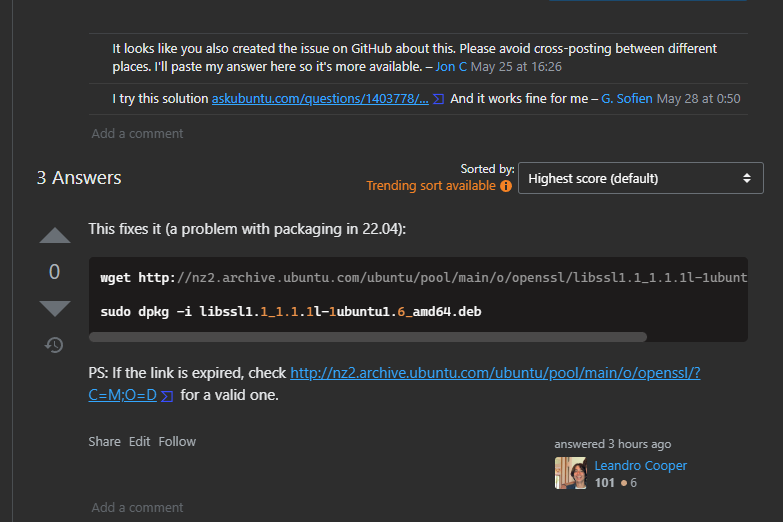 It looks like you also created the issue on GitHub about this. Please avoid cross-posting between different
places. I'll paste my answer here so it's more available. – Jon C May 25 at 16:26
I try this solution askubuntu.com/questions/1403778/... And it works fine for me – G. Sofien May 28 at 0:50
Add a comment
3 Answers
Sorted by:
Trending sort available
Highest score (default)
This fixes it (a problem with packaging in 22.04):
0
wget http://nz2.archive.ubuntu.com/ubuntu/pool/main/o/openssl/libssl1.1_1.1.1l-1ubunt
sudo dpkg -i libssl1.1_1.1.1l-1ubuntu1.6_amd64.deb
PS: If the link is expired, check http://nz2.archive.ubuntu.com/ubuntu/pool/main/o/openssl/?
C=M;O=D for a valid one.
Share Edit Follow
answered 3 hours ago
Leandro Cooper
101 ● 6
Add a comment